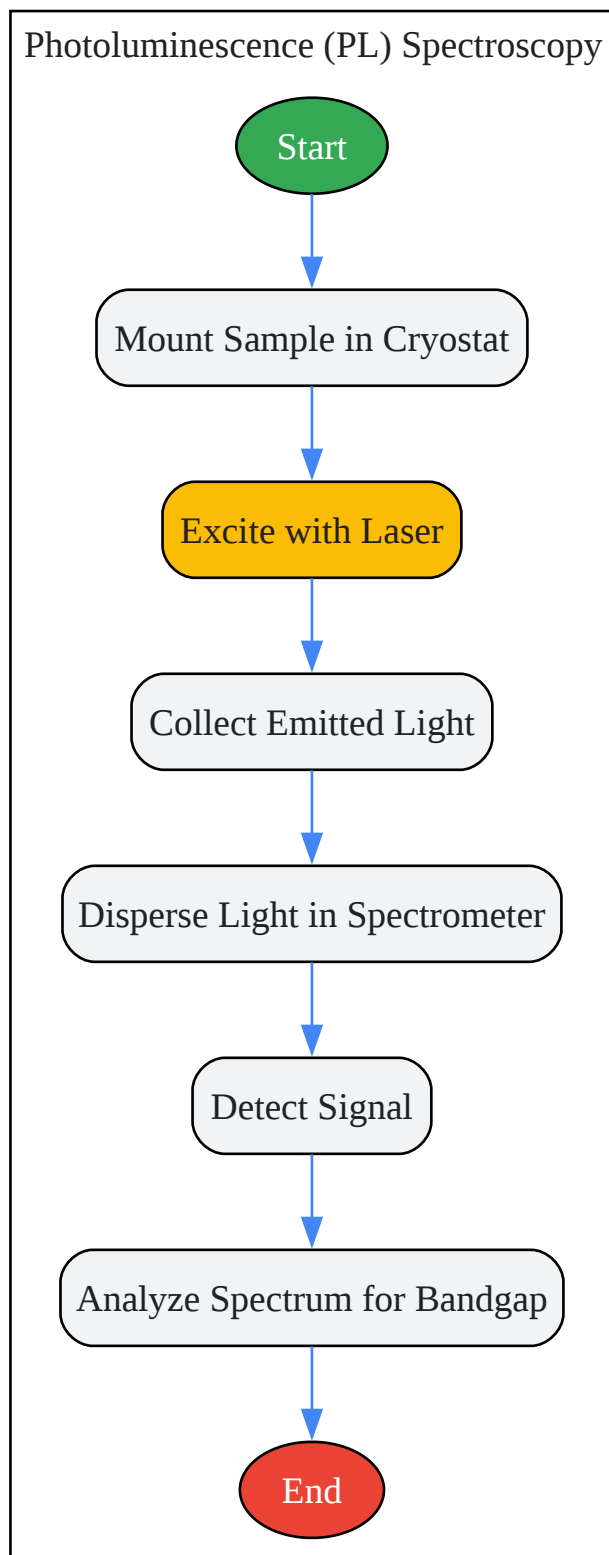 Photoluminescence (PL) Spectroscopy
Start
Mount Sample in Cryostat
Excite with Laser
Collect Emitted Light
Disperse Light in Spectrometer
Detect Signal
Analyze Spectrum for Bandgap
End